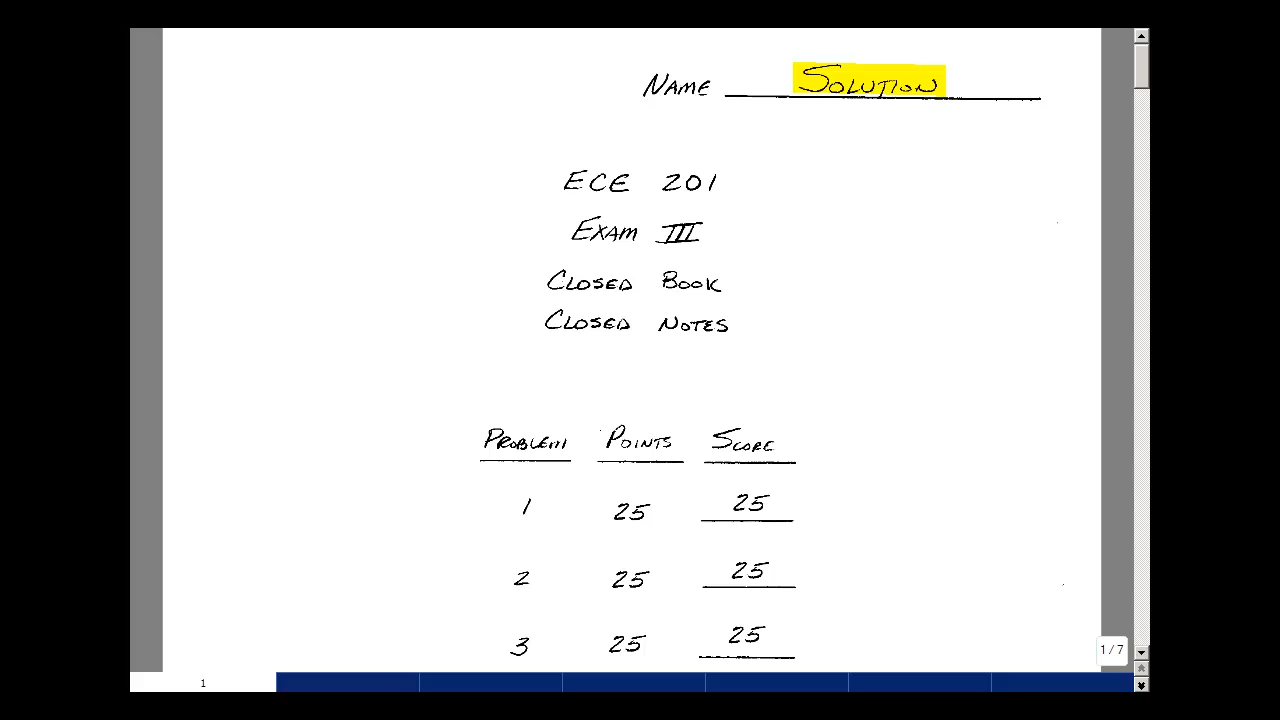 NAME SOLUTION
ECE 201
EXAM III
CLOSED BOOK
CLOSED NOTES
PROBLEM POINTS SCORE
1 25 25
2 25 25
3 25 25
1 / 7
1